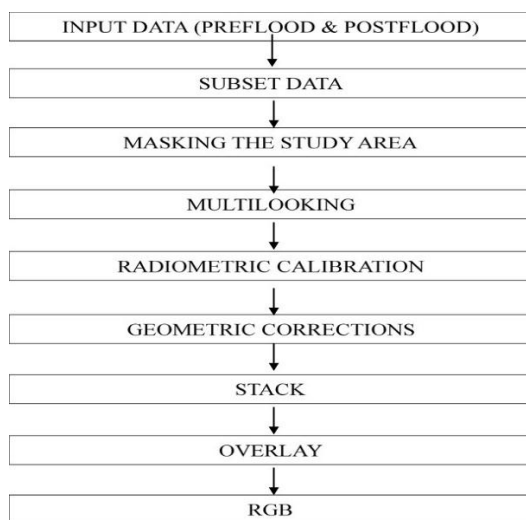 INPUT DATA (PREFLOOD & POSTFLOOD)
SUBSET DATA
MASKING THE STUDY AREA
MULTILOOKING
RADIOMETRIC CALIBRATION
GEOMETRIC CORRECTIONS
STACK
OVERLAY
RGB